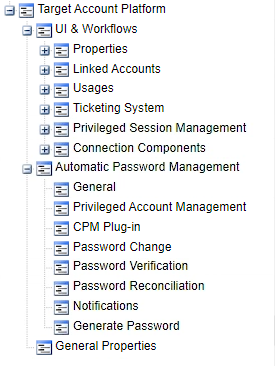 Target Account Platform
UI & Workflows
Properties
Linked Accounts
Usages
Ticketing System
Privileged Session Management
Connection Components
Automatic Password Management
General
Privileged Account Management
CPM Plug-in
Password Change
Password Verification
Password Reconciliation
Notifications
Generate Password
General Properties